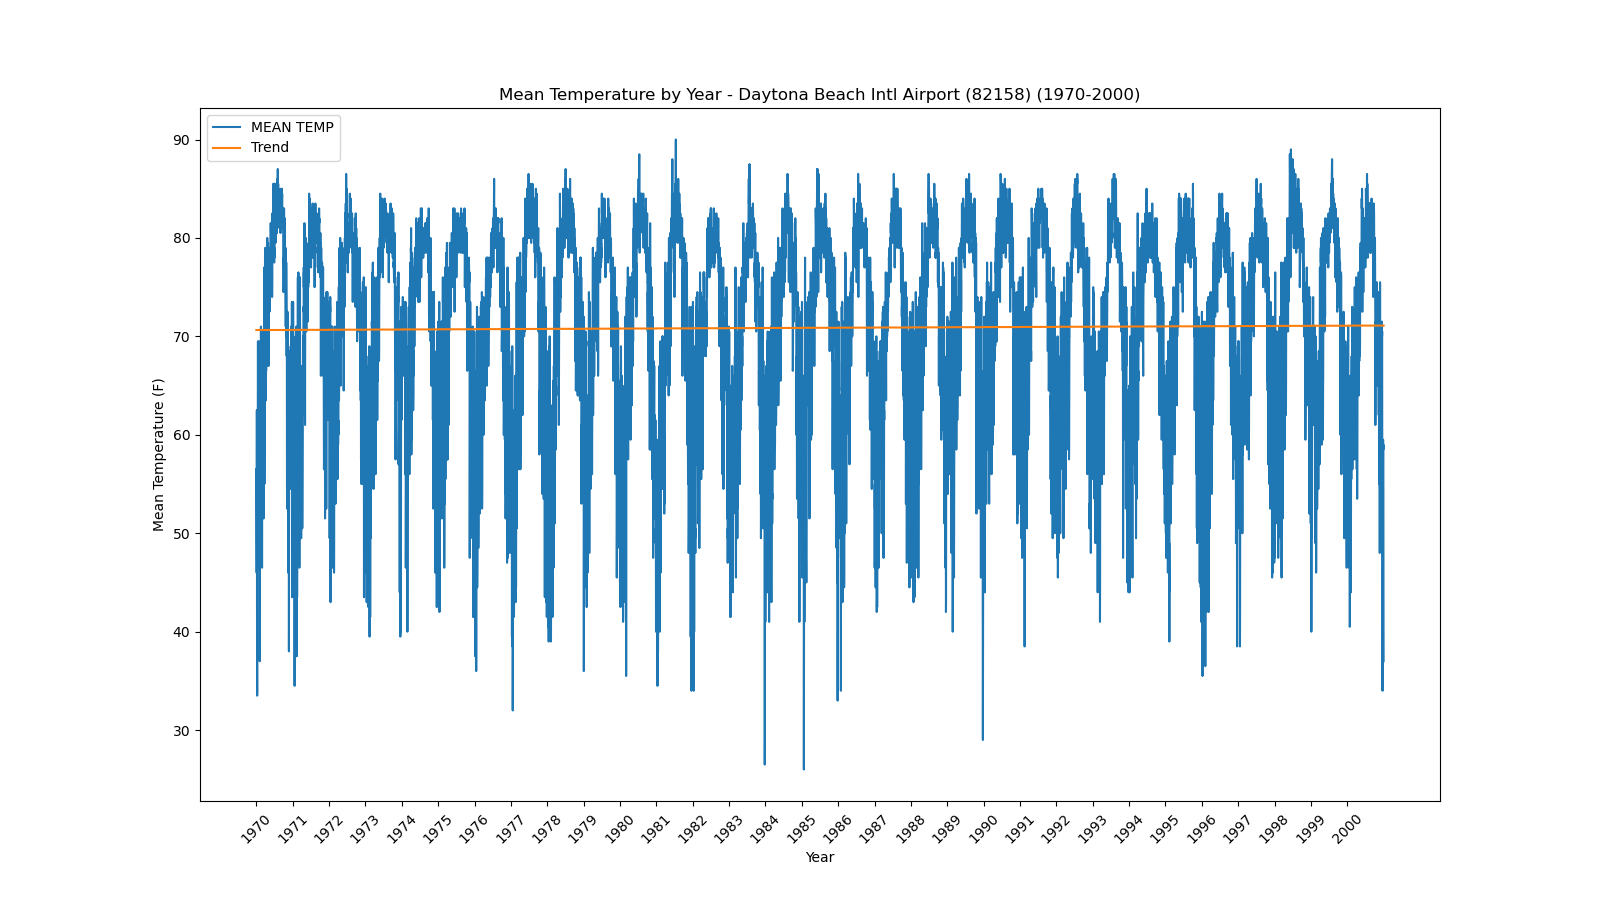 Mean Temperature by Year - Daytona Beach Intl Airport (82158) (1970-2000)
MEAN TEMP
Trend
90
80
70
60
50
40
30
Mean Temperature (F)
1970 1971 1972 1973 1974 1975 1976 1977 1978 1979 1980 1981 1982 1983 1984 1985 1986 1987 1988 1989 1990 1991 1992 1993 1994 1995 1996 1997 1998 1999 2000
Year